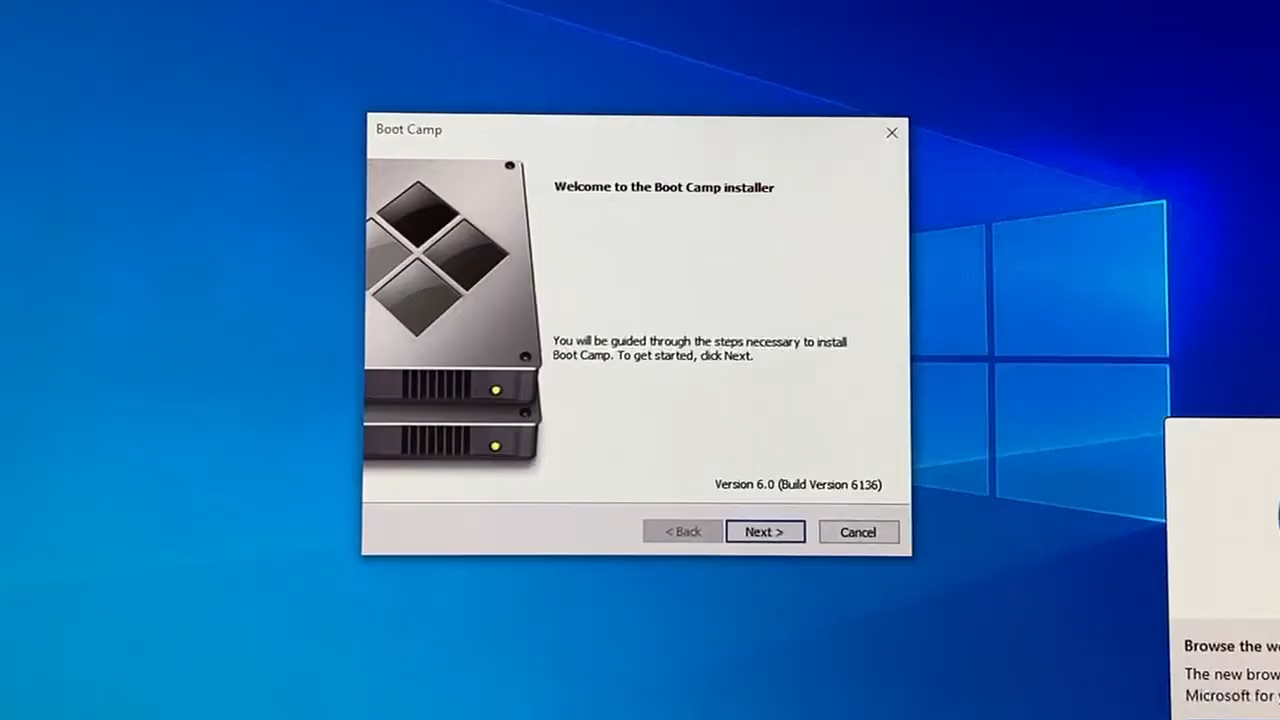 Boot Camp
Welcome to the Boot Camp installer
You will be guided through the steps necessary to install
Boot Camp. To get started, click Next.
Version 6.0 (Build Version 6136)
< Back
Next >
Cancel
Browse the
The new
Microsoft for